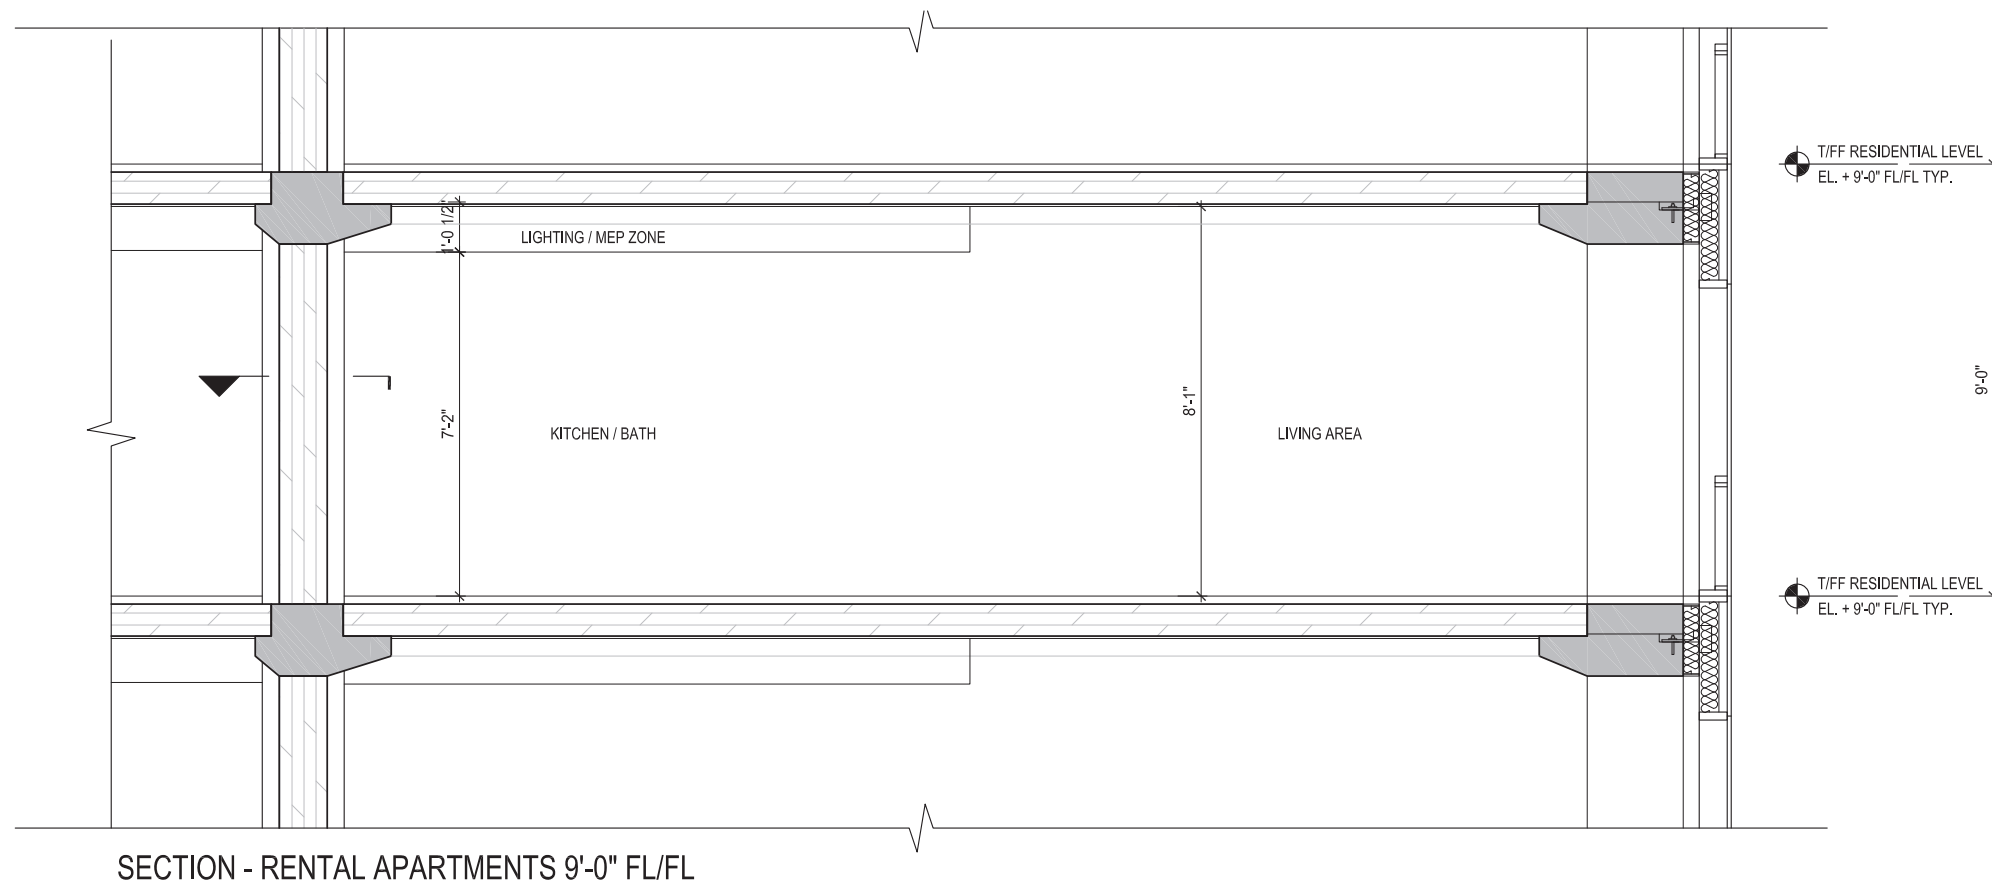 T/FF RESIDENTIAL LEVEL
EL. + 9'-0" FL/FL TYP.
1'-0 1/2"
LIGHTING / MEP ZONE
7'-2"
KITCHEN / BATH
8'-1"
LIVING AREA
9'-0"
T/FF RESIDENTIAL LEVEL
EL. + 9'-0" FL/FL TYP.
SECTION - RENTAL APARTMENTS 9'-0" FL/FL